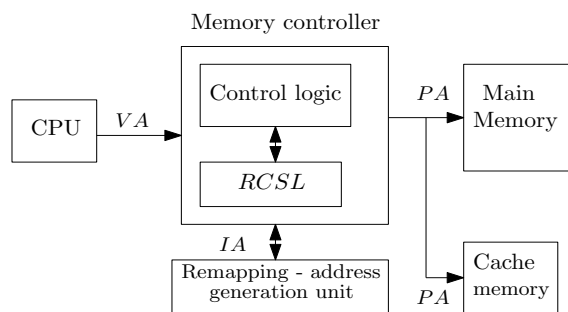 Memory controller
Control logic
PA
Main
Memory
CPU
VA
RCSL
IA
Remapping - address
generation unit
Cache
memory
PA